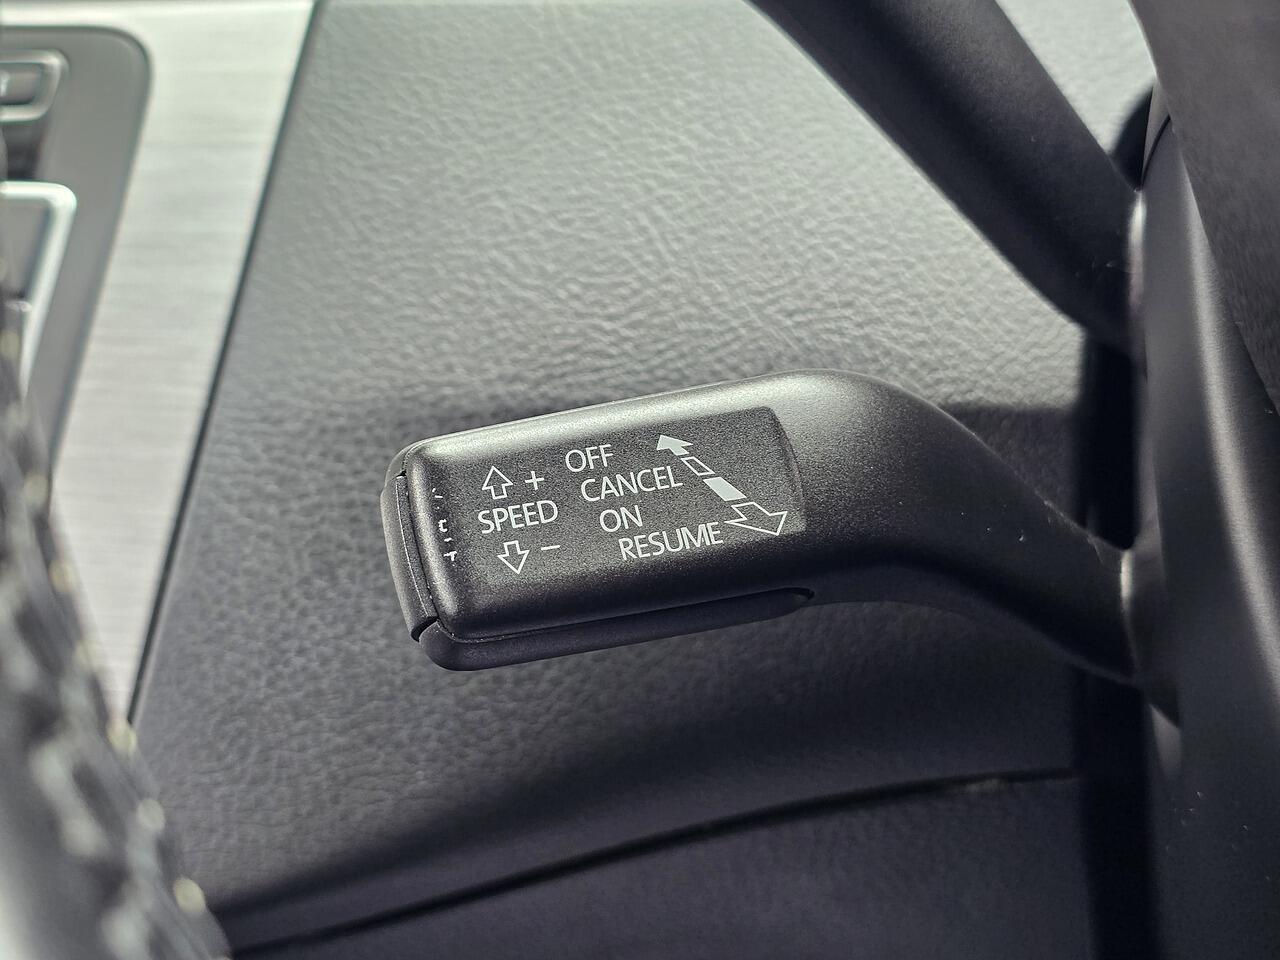 +
SPEED
−
OFF
CANCEL
ON
RESUME